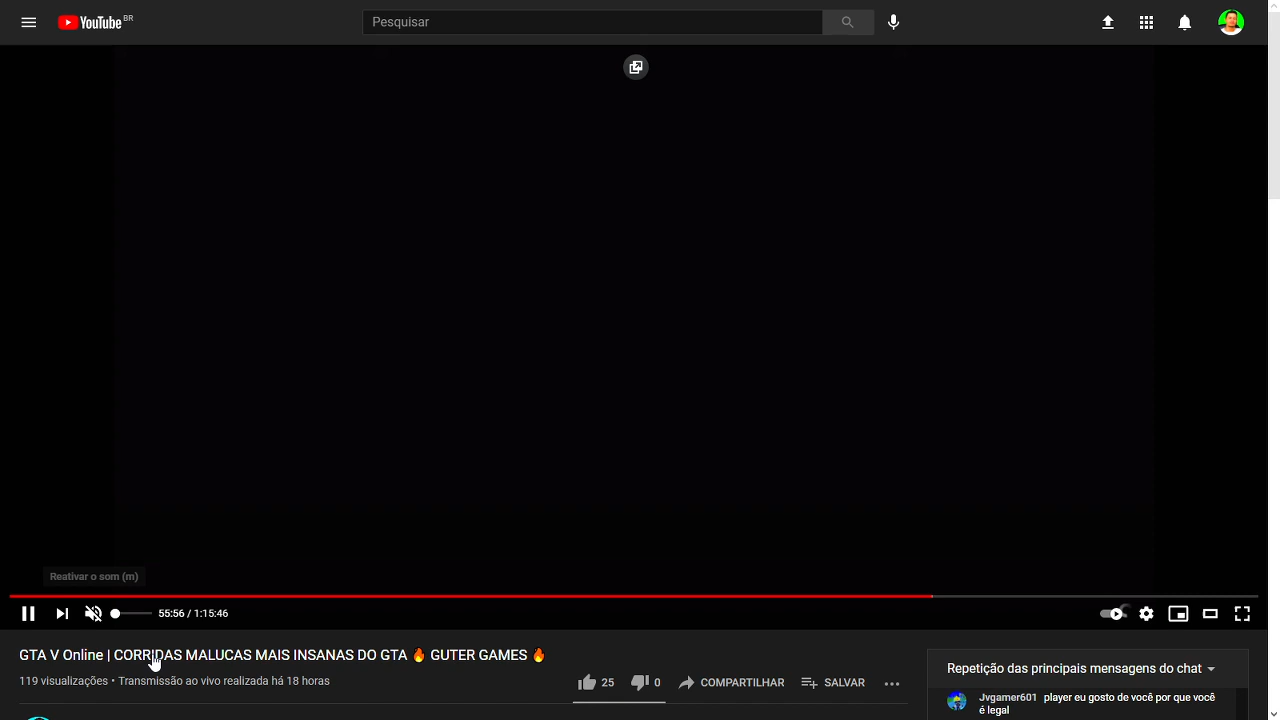 YouTube BR
Pesquisar
Reativar o som (m)
55:56 / 1:15:46
GTA V Online | CORRIDAS MALUCAS MAIS INSANAS DO GTA 🔥 GUTER GAMES 🔥
119 visualizações • Transmissão ao vivo realizada há 18 horas
25
0
COMPARTILHAR
SALVAR
Repetição das principais mensagens do chat
Jvgamer601 player eu gosto de você por que você
é legal